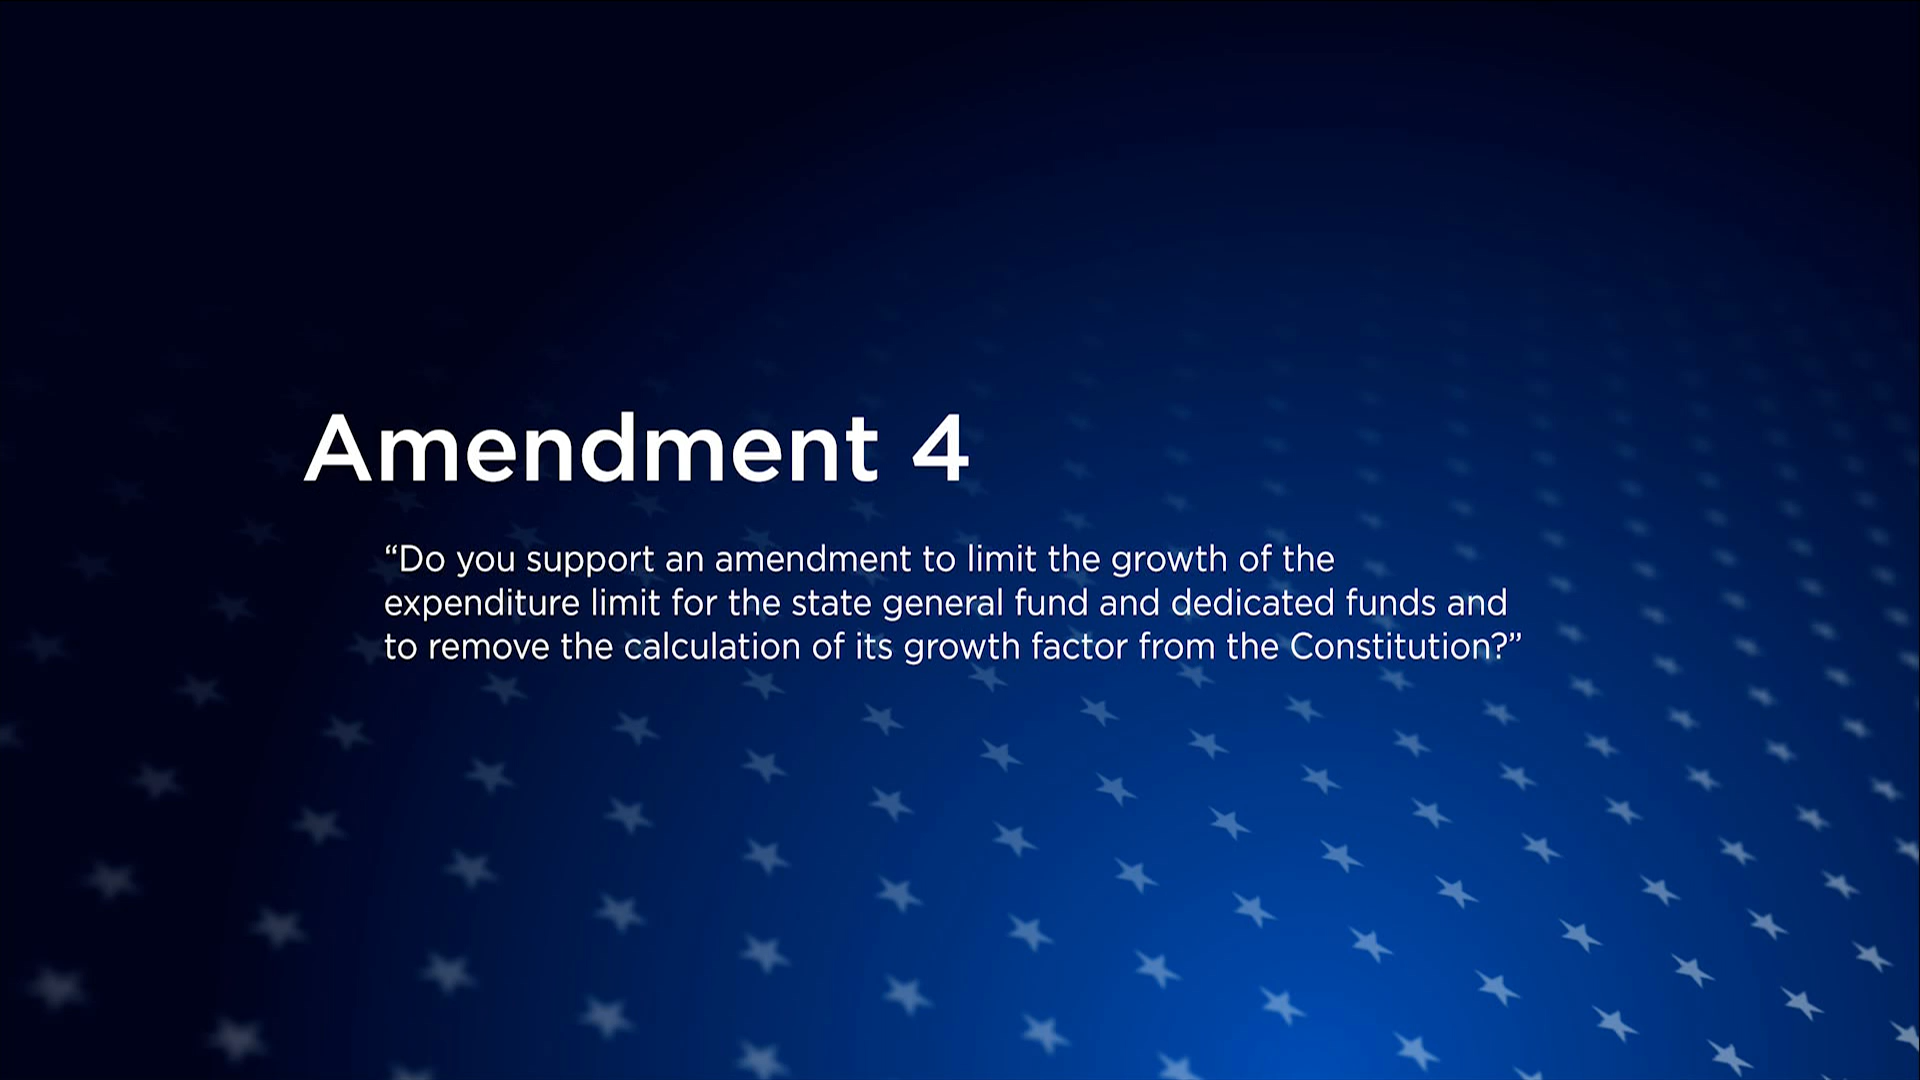 Amendment 4
“Do you support an amendment to limit the growth of the
expenditure limit for the state general fund and dedicated funds and
to remove the calculation of its growth factor from the Constitution?”